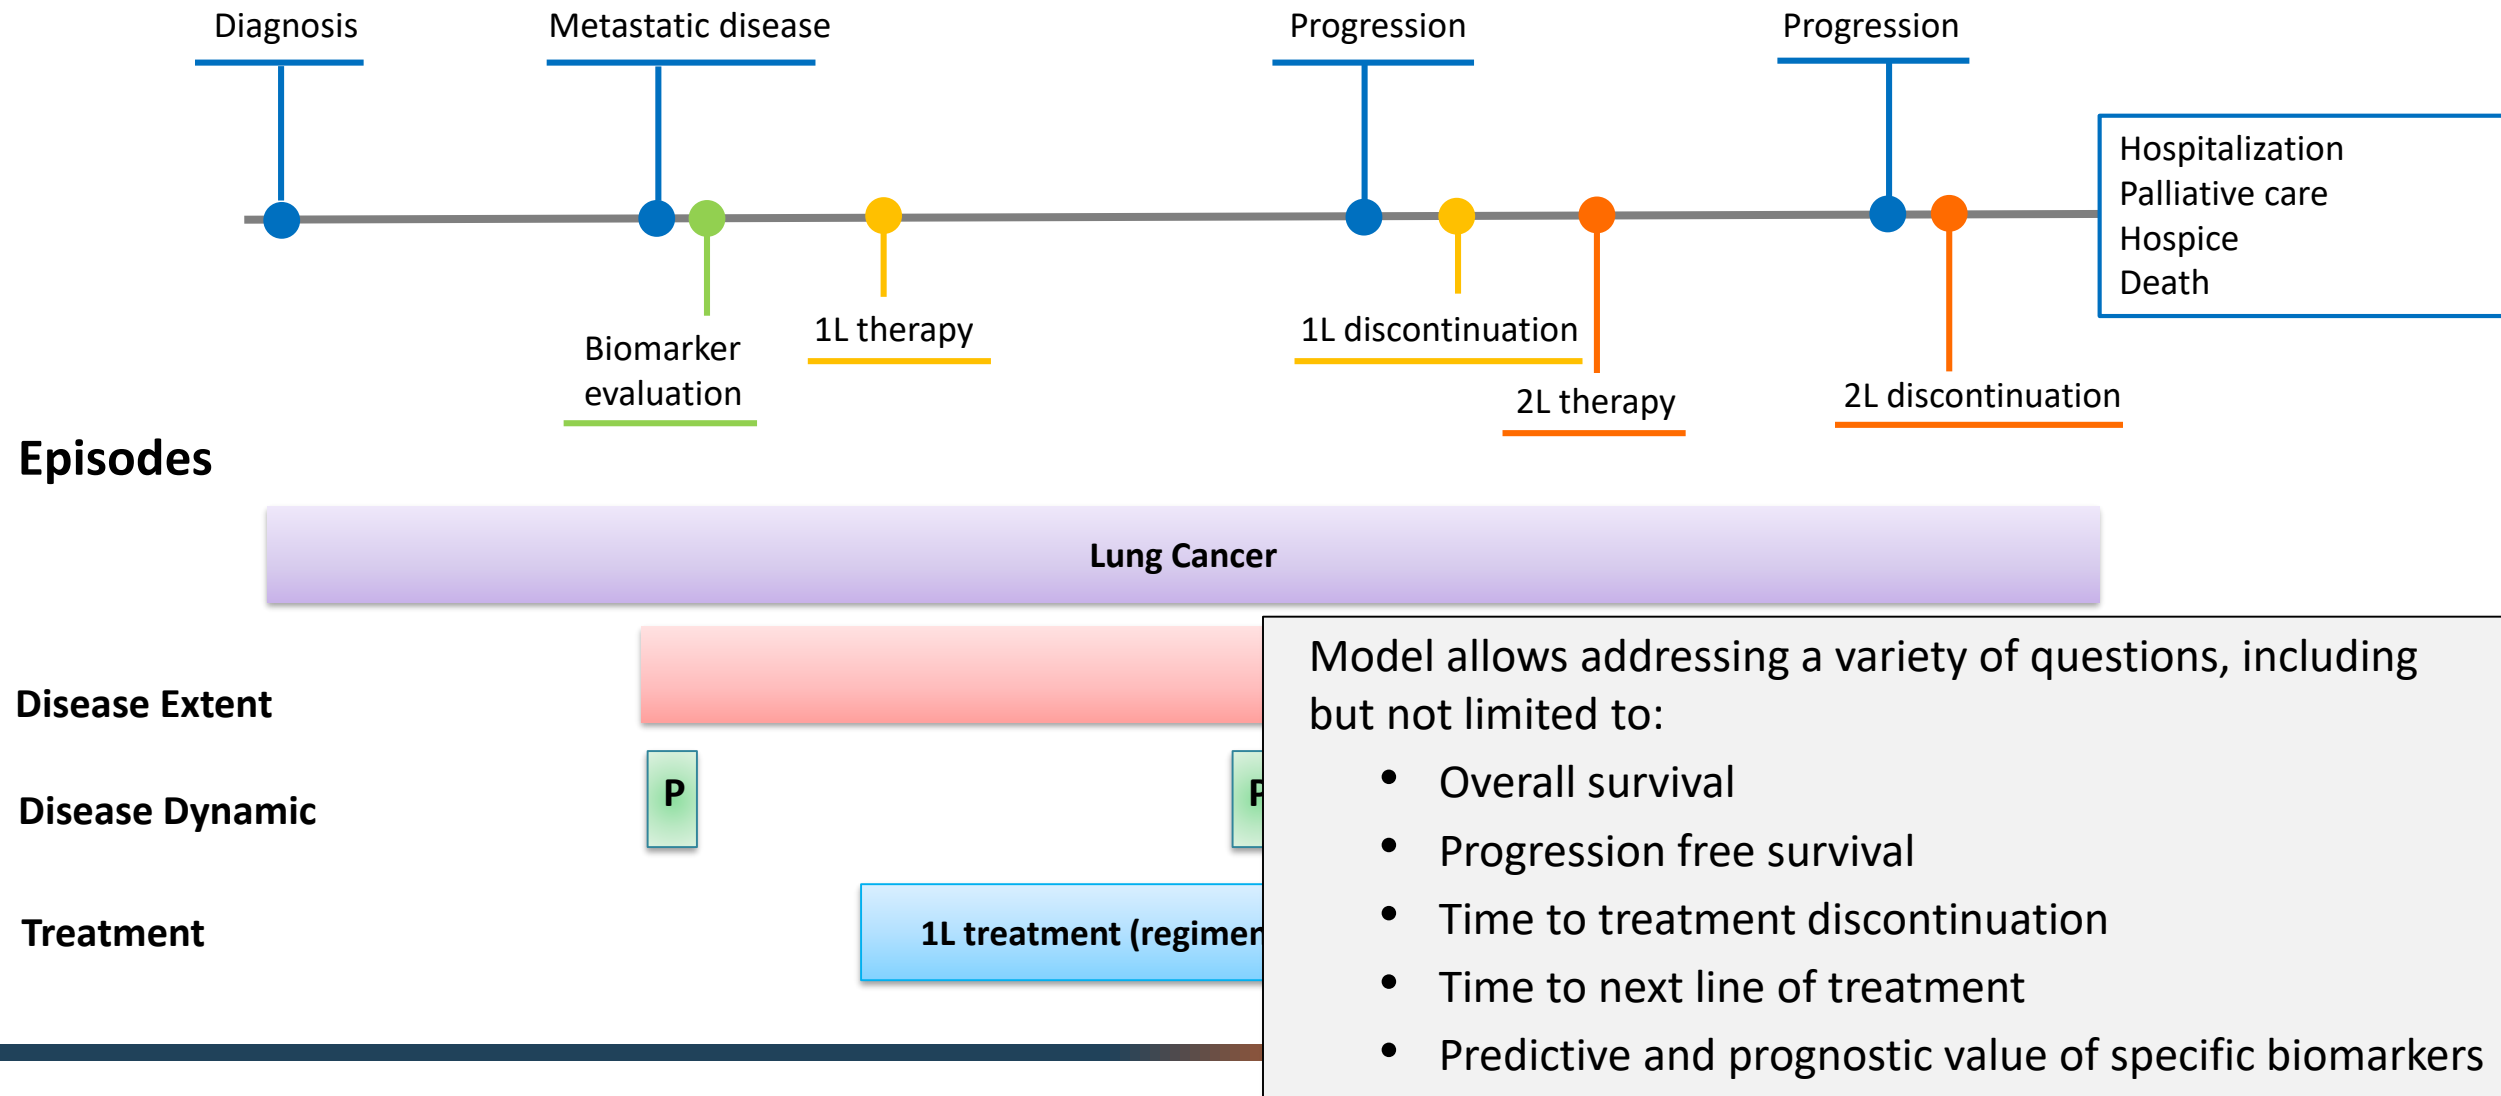 Diagnosis
Metastatic disease
Progression
Progression
Hospitalization
Palliative care
Hospice
Death
1L therapy
1L discontinuation
Biomarker
evaluation
2L therapy
2L discontinuation
Episodes
Lung Cancer
Disease Extent
Disease Dynamic
P
P
Treatment
1L treatment (regimen
Model allows addressing a variety of questions, including
but not limited to:
• Overall survival
• Progression free survival
• Time to treatment discontinuation
• Time to next line of treatment
• Predictive and prognostic value of specific biomarkers